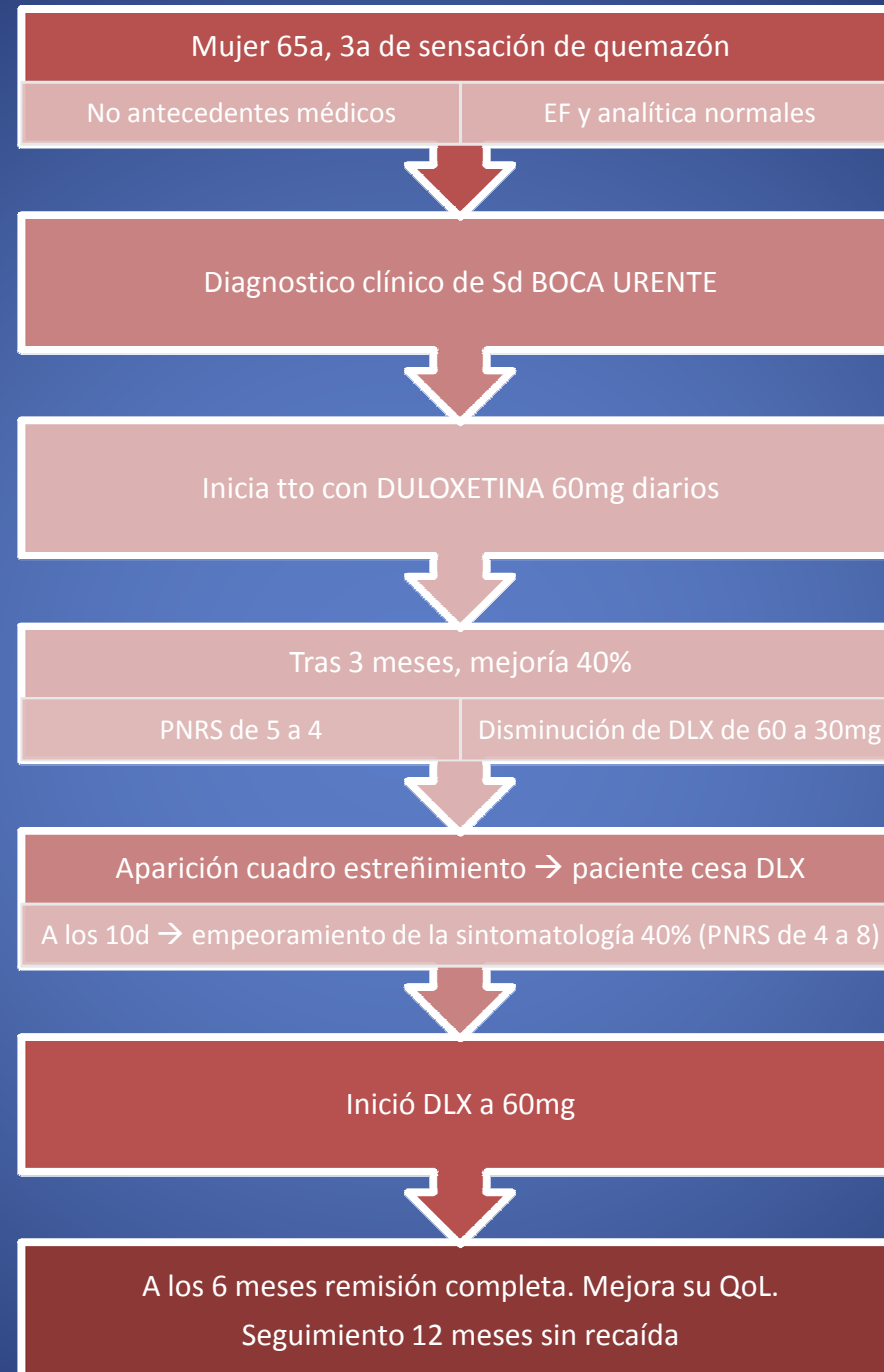 Mujer 65a, 3a de sensación de quemazón
No antecedentes médicos
EF y analítica normales
Diagnostico clínico de Sd BOCA URENTE
Inicia tto con DULOXETINA 60mg diarios
Tras 3 meses, mejoría 40%
PNRS de 5 a 4
Disminución de DLX de 60 a 30mg
Aparición cuadro estreñimiento → paciente cesa DLX
A los 10d → empeoramiento de la sintomatología 40% (PNRS de 4 a 8)
Inició DLX a 60mg
A los 6 meses remisión completa. Mejora su QoL.
Seguimiento 12 meses sin recaída